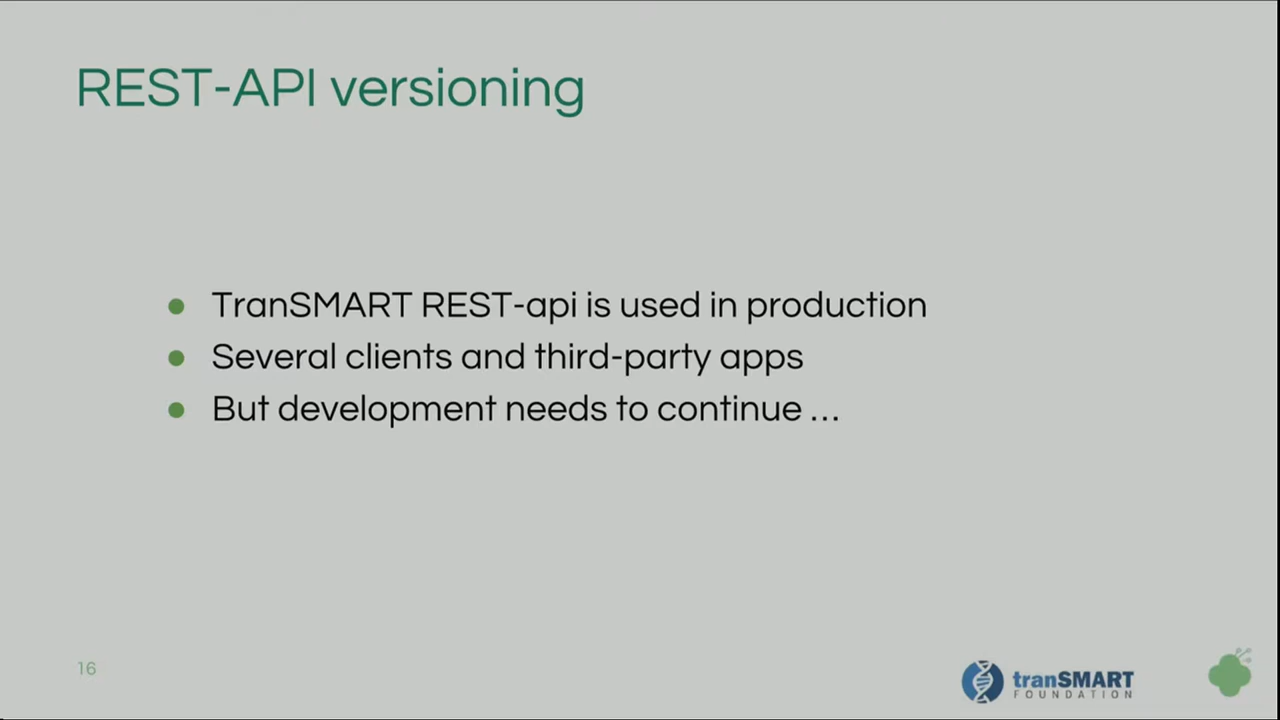 REST-API versioning
● TranSMART REST-api is used in production
● Several clients and third-party apps
● But development needs to continue …
16
tranSMART
FOUNDATION